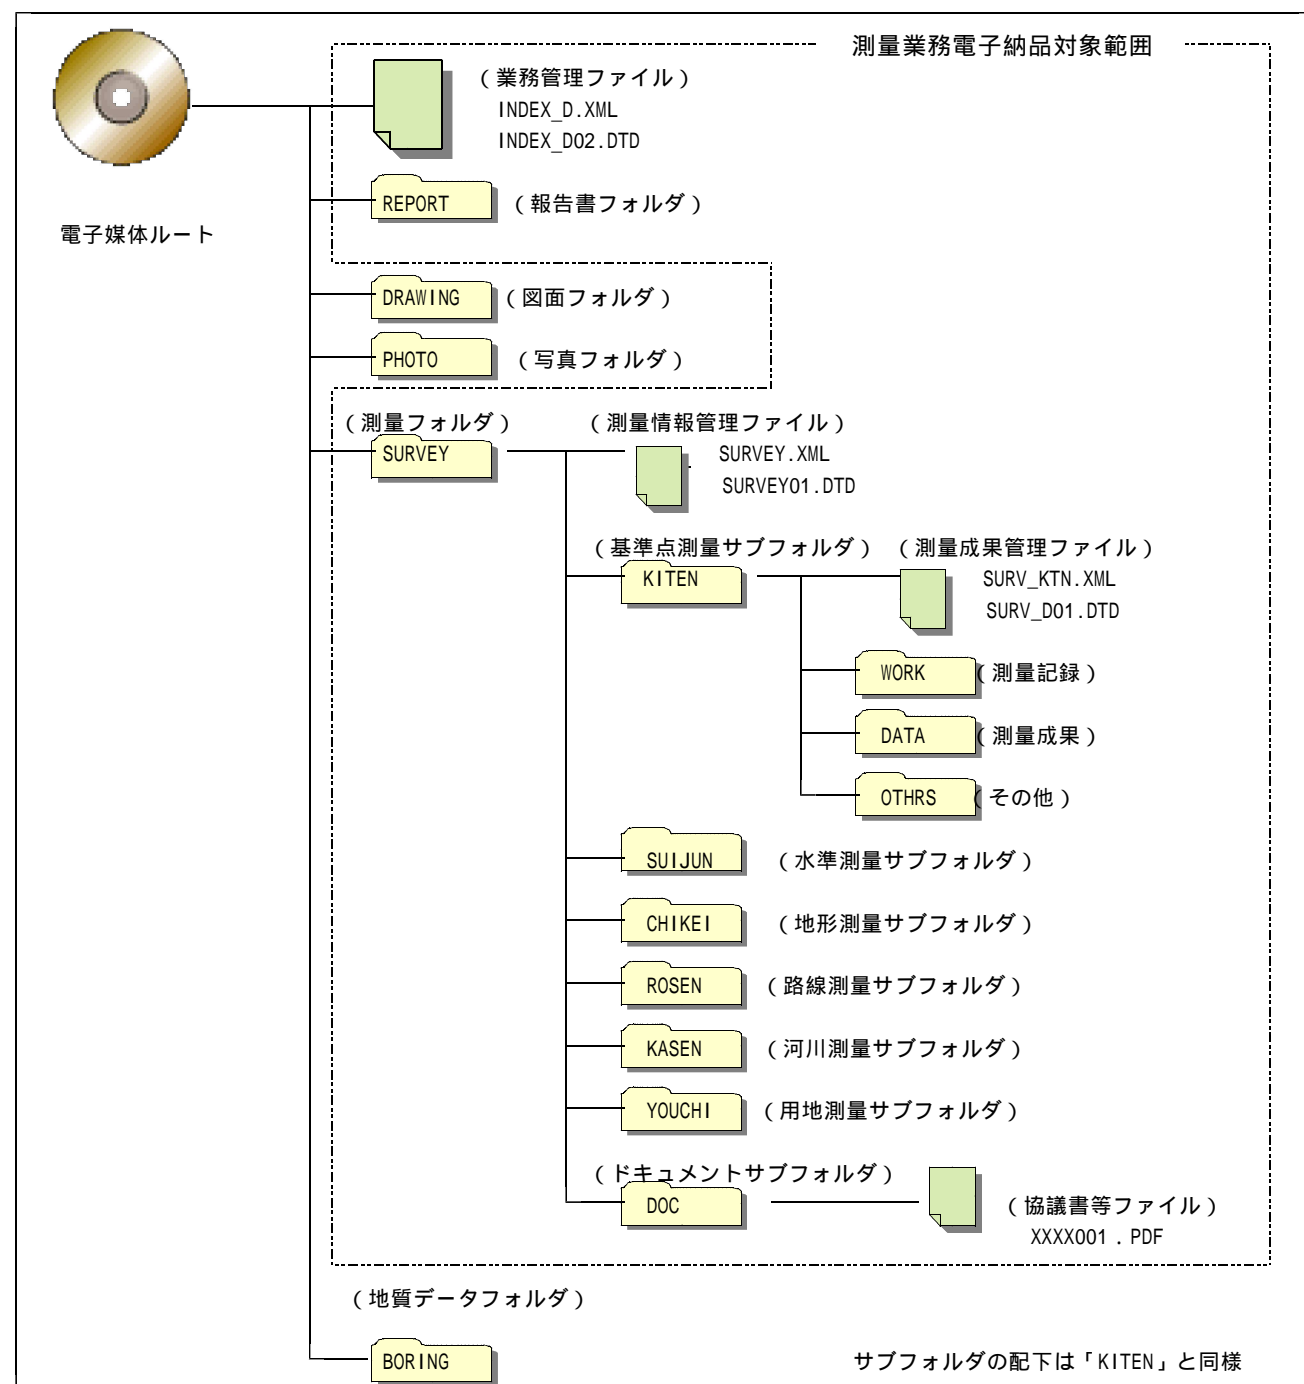 測量業務電子納品対象範囲
(業務管理ファイル)
INDEX_D.XML
INDEX_D02.DTD
REPORT (報告書フォルダ)
電子媒体ルート
DRAWING (図面フォルダ)
PHOTO (写真フォルダ)
(測量フォルダ) (測量情報管理ファイル)
SURVEY SURVEY.XML
SURVEY01.DTD
(基準点測量サブフォルダ) (測量成果管理ファイル)
KITEN SURV_KTN.XML
SURV_D01.DTD
WORK (測量記録)
DATA (測量成果)
OTHRS (その他)
SUIJUN (水準測量サブフォルダ)
CHIKEI (地形測量サブフォルダ)
ROSEN (路線測量サブフォルダ)
KASEN (河川測量サブフォルダ)
YOUCHI (用地測量サブフォルダ)
(ドキュメントサブフォルダ)
DOC (協議書等ファイル)
XXXX001.PDF
(地質データフォルダ)
BORING サブフォルダの配下は「KITEN」と同様